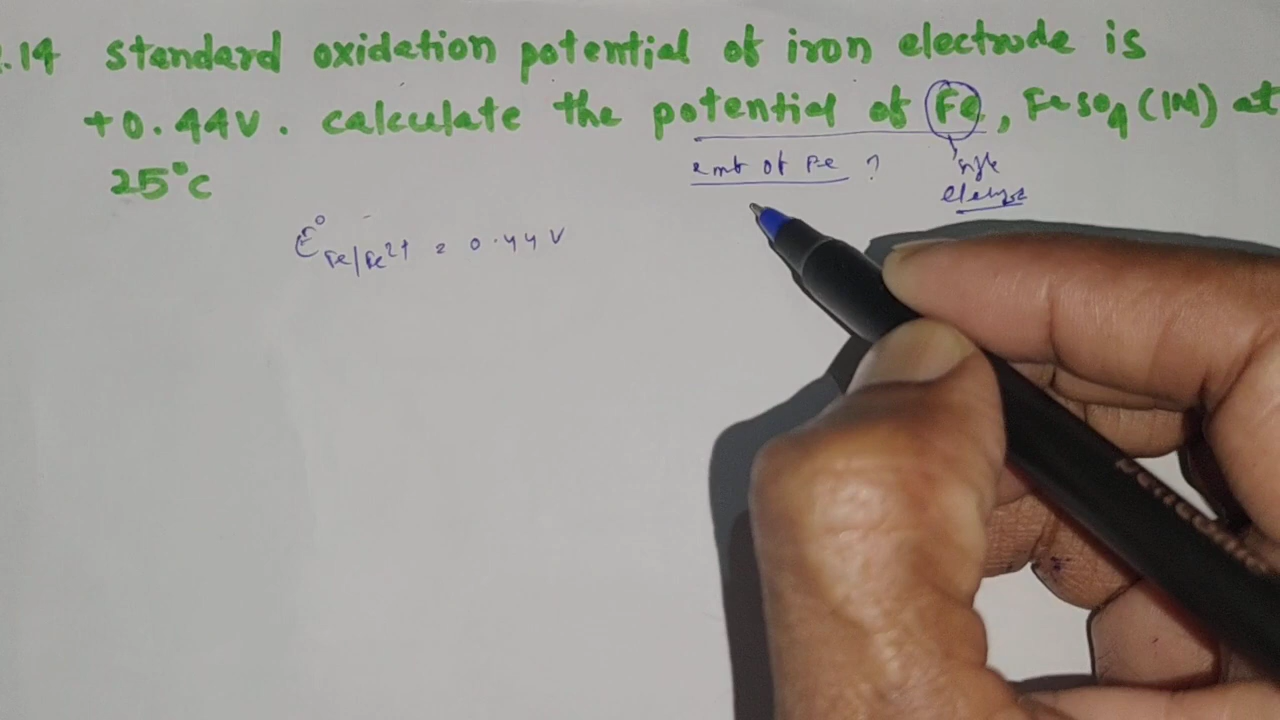 .14 standard oxidation potential of iron electrode is
+0.44V. calculate the potential of Fe, FeSO4 (1M) at
25°C
emf of Fe ? single
E° Fe/Fe2+ = 0.44 V